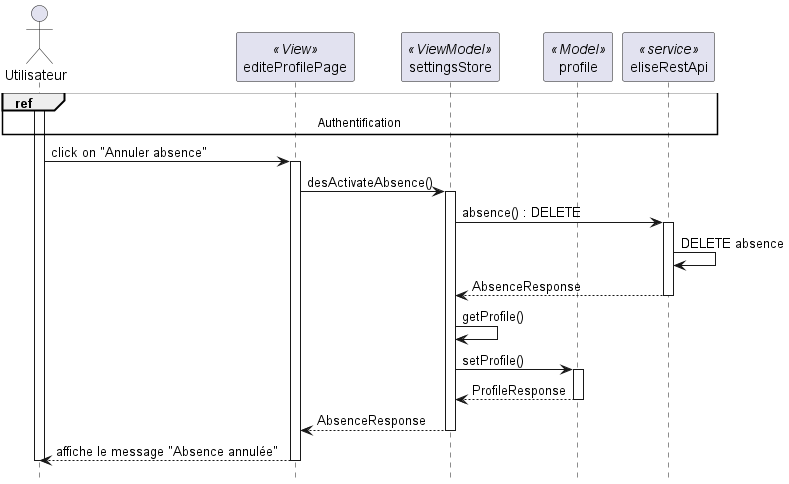 «View»
«ViewModel»
«Model»
«service»
Utilisateur
editeProfilePage
settingsStore
profile
eliseRestApi
ref
Authentification
click on "Annuler absence"
desActivateAbsence()
absence() : DELETE
DELETE absence
AbsenceResponse
getProfile()
setProfile()
ProfileResponse
AbsenceResponse
affiche le message "Absence annulée"